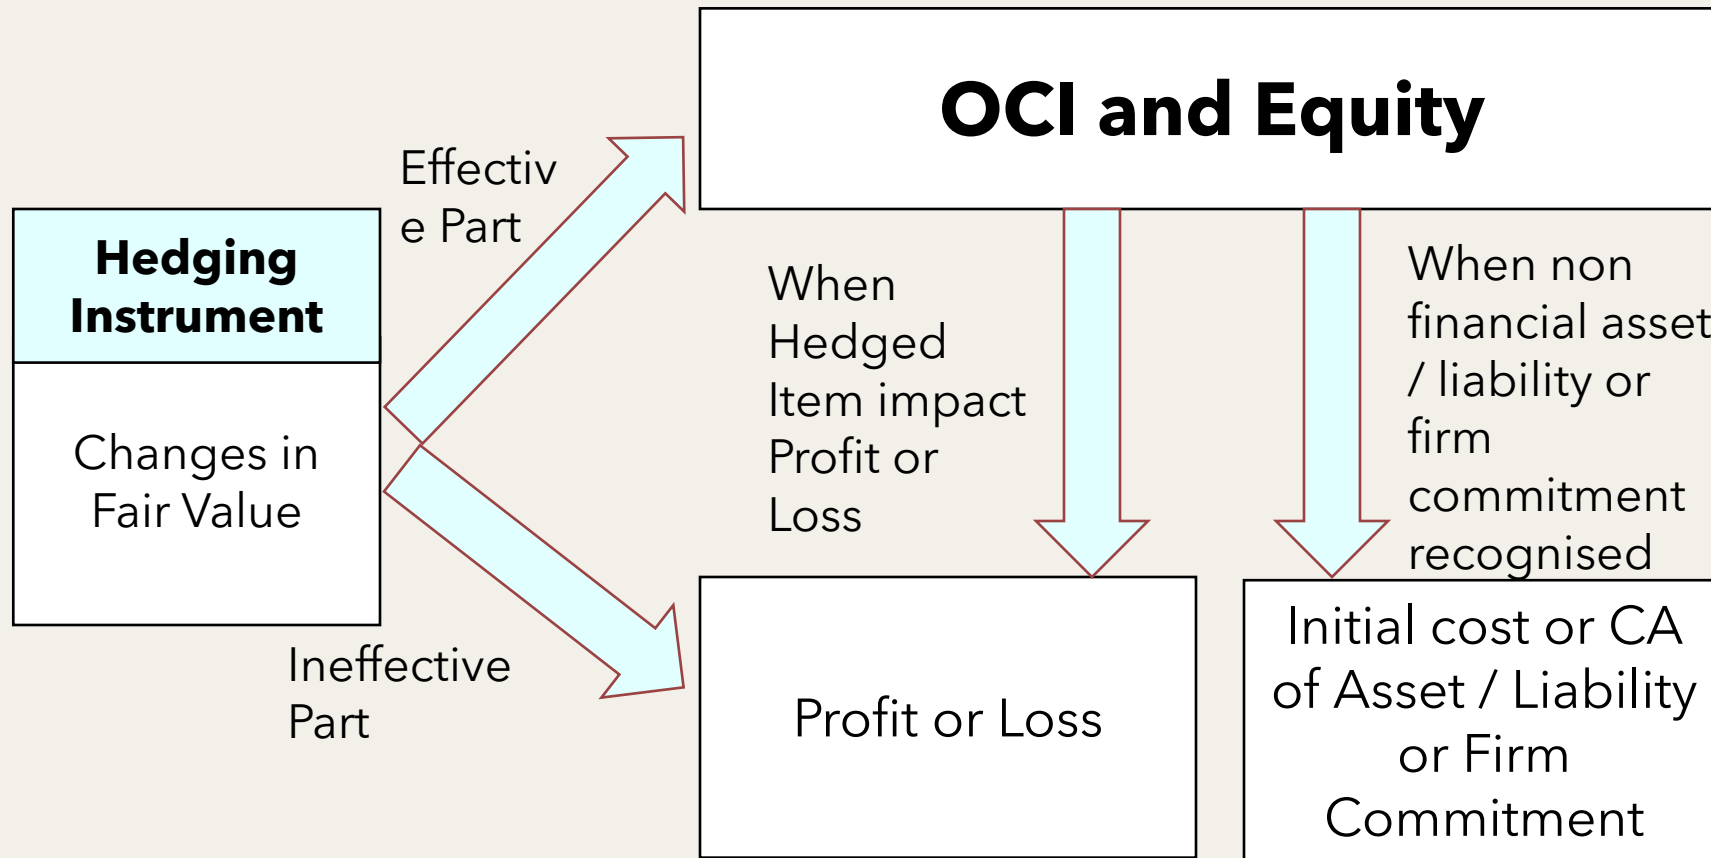 OCI and Equity
Effectiv
e Part
Hedging
Instrument
Changes in
Fair Value
Ineffective
Part
When
Hedged
Item impact
Profit or
Loss
When non
financial asset
/ liability or
firm
commitment
recognised
Profit or Loss
Initial cost or CA
of Asset / Liability
or Firm
Commitment